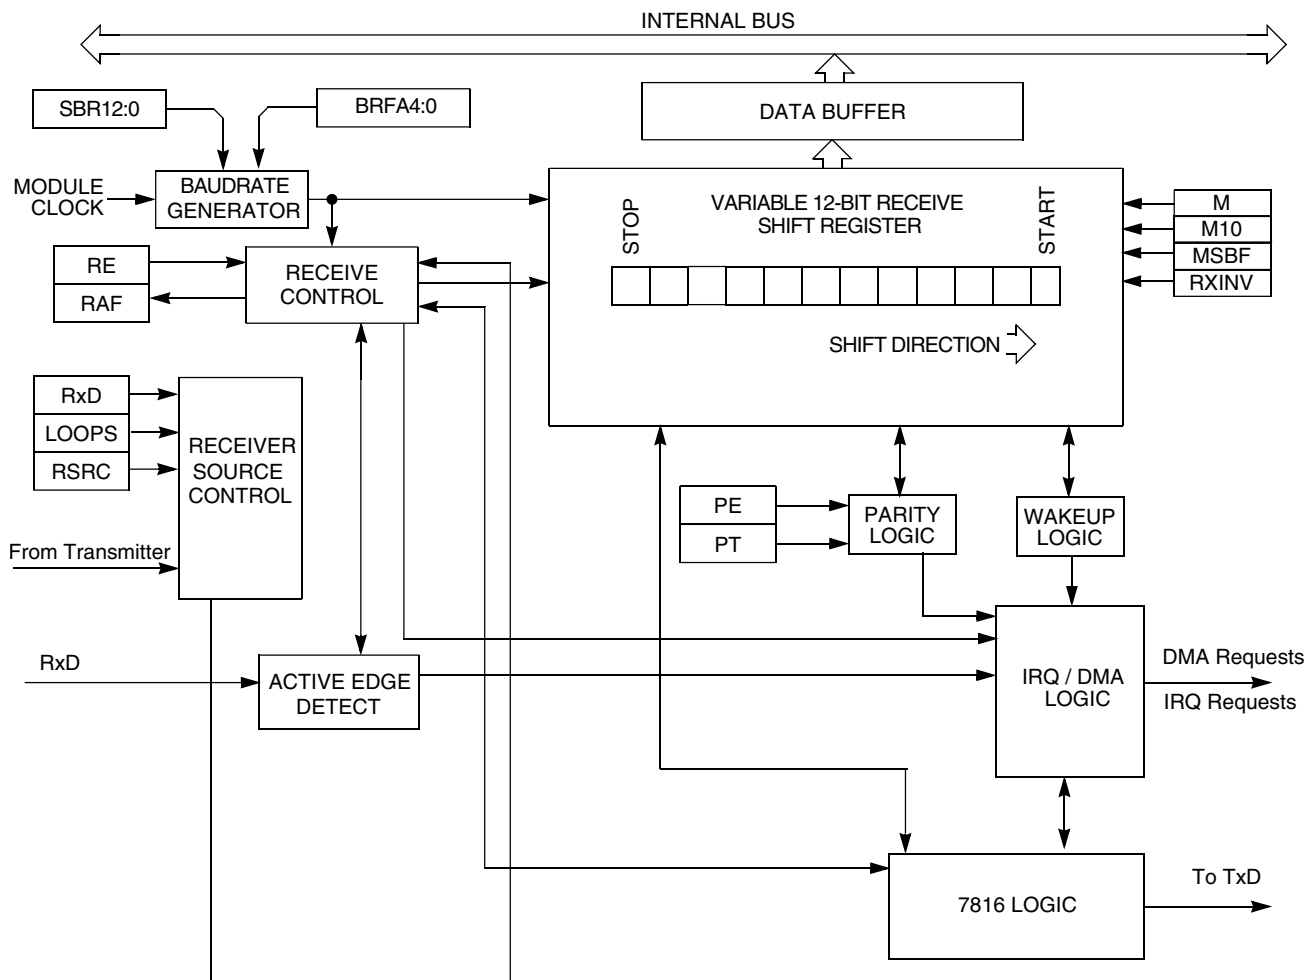 INTERNAL BUS
SBR12:0
BRFA4:0
DATA BUFFER
MODULE
CLOCK
BAUDRATE
GENERATOR
VARIABLE 12-BIT RECEIVE
SHIFT REGISTER
STOP
START
M
M10
MSBF
RXINV
RE
RAF
RECEIVE
CONTROL
SHIFT DIRECTION
RxD
LOOPS
RSRC
RECEIVER
SOURCE
CONTROL
From Transmitter
PE
PT
PARITY
LOGIC
WAKEUP
LOGIC
RxD
ACTIVE EDGE
DETECT
IRQ / DMA
LOGIC
DMA Requests
IRQ Requests
7816 LOGIC
To TxD